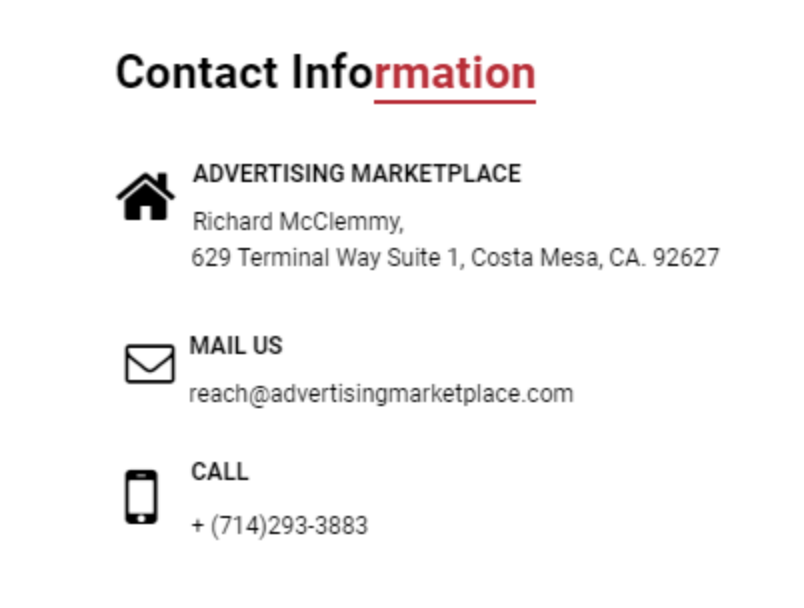 Contact Information
ADVERTISING MARKETPLACE
Richard McClemmy,
629 Terminal Way Suite 1, Costa Mesa, CA. 92627
MAIL US
reach@advertisingmarketplace.com
CALL
+ (714)293-3883